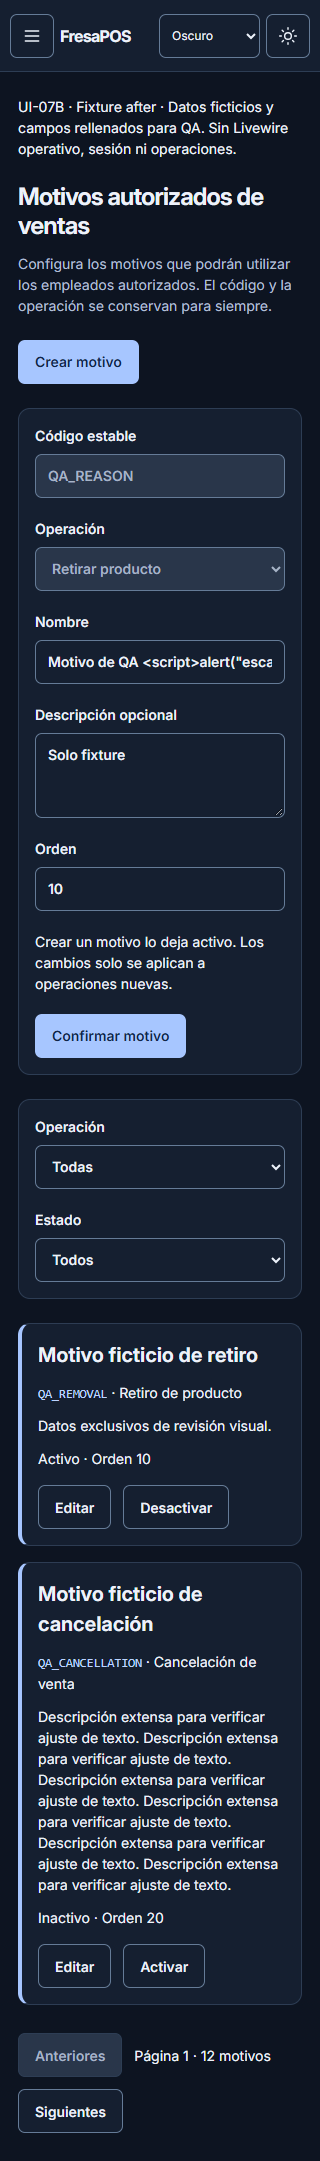 FresaPOS
Oscuro
UI-07B · Fixture after · Datos ficticios y
campos rellenados para QA. Sin Livewire
operativo, sesión ni operaciones.
Motivos autorizados de
ventas
Configura los motivos que podrán utilizar
los empleados autorizados. El código y la
operación se conservan para siempre.
Crear motivo
Código estable
QA_REASON
Operación
Retirar producto
Nombre
Motivo de QA <script>alert("esca
Descripción opcional
Solo fixture
Orden
10
Crear un motivo lo deja activo. Los
cambios solo se aplican a
operaciones nuevas.
Confirmar motivo
Operación
Todas
Estado
Todos
Motivo ficticio de retiro
QA_REMOVAL · Retiro de producto
Datos exclusivos de revisión visual.
Activo · Orden 10
Editar
Desactivar
Motivo ficticio de
cancelación
QA_CANCELLATION · Cancelación de
venta
Descripción extensa para verificar
ajuste de texto. Descripción extensa
para verificar ajuste de texto.
Descripción extensa para verificar
ajuste de texto. Descripción extensa
para verificar ajuste de texto.
Descripción extensa para verificar
ajuste de texto. Descripción extensa
para verificar ajuste de texto.
Inactivo · Orden 20
Editar
Activar
Anteriores
Página 1 · 12 motivos
Siguientes